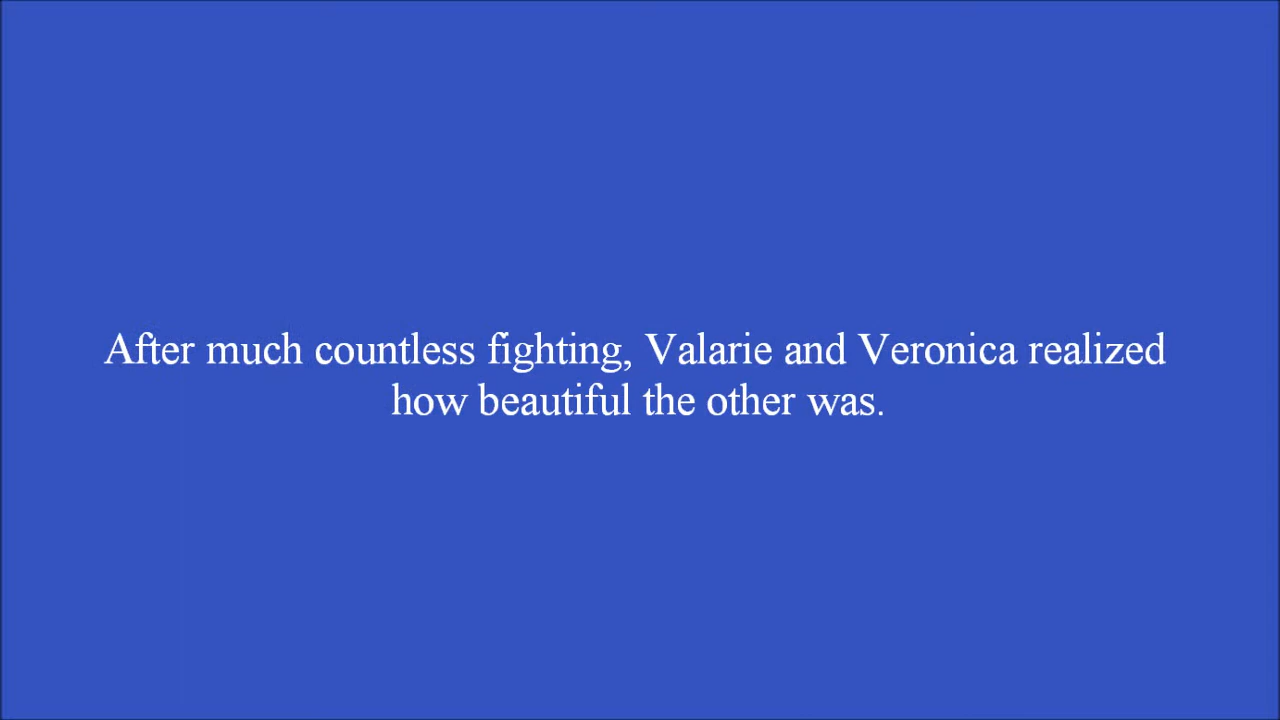 After much countless fighting, Valarie and Veronica realized
how beautiful the other was.